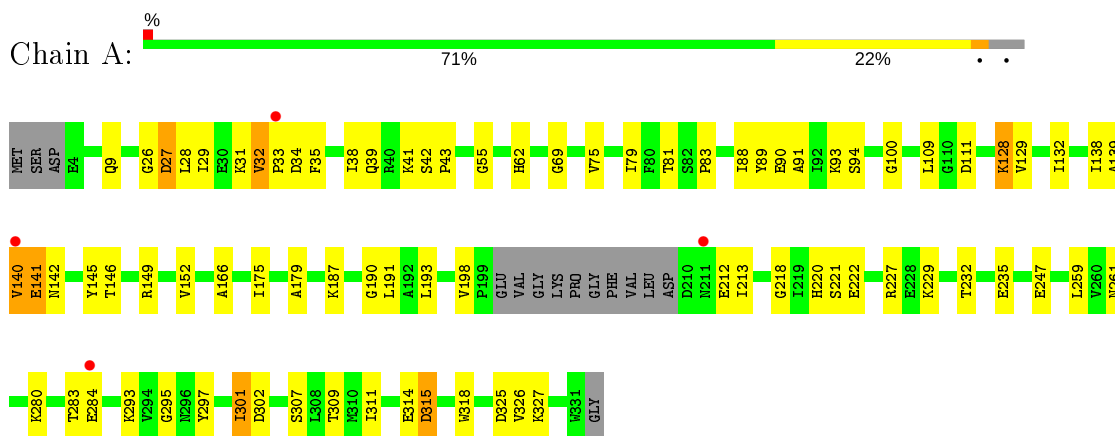 %
Chain A:
71% 22% • •
MET SER ASP E4 Q9 G26 D27 L28 I29 E30 K31 V32 P33 D34 F35 I38 Q39 R40 K41 S42 P43 G55 H62 G69 V75 I79 F80 T81 S82 P83 I88 Y89 E90 A91 I92 K93 S94 G100 L109 G110 D111 K128 V129 I132 I138 A139
V140 E141 N142 Y145 T146 R149 V152 A166 I175 A179 K187 G190 L191 A192 L193 V198 P199 GLU VAL GLY LYS PRO GLY PHE VAL LEU ASP D210 N211 E212 I213 G218 I219 H220 S221 E222 R227 E228 K229 T232 E235 E247 L259 V260 N261
K280 T283 E284 K293 V294 G295 N296 Y297 I301 D302 S307 L308 T309 M310 I311 E314 D315 W318 D325 V326 K327 W331 GLY